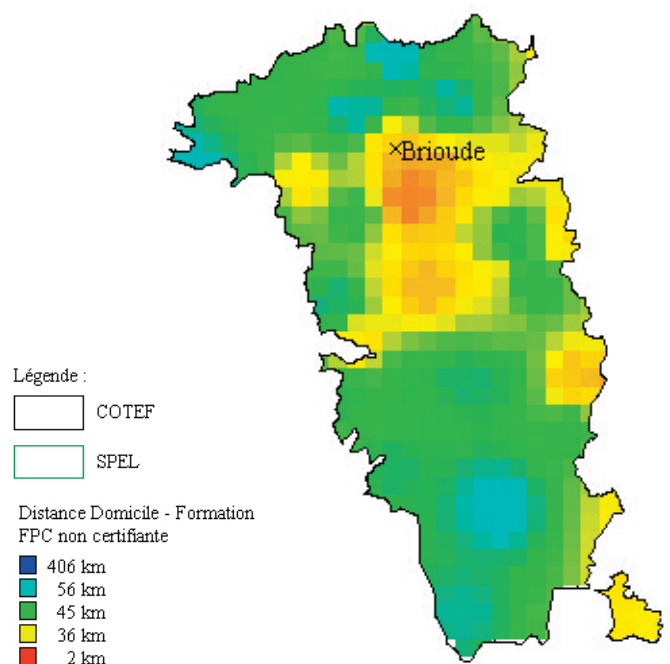 ×Brioude
Légende :
COTEF
SPEL
Distance Domicile - Formation
FPC non certifiante
406 km
56 km
45 km
36 km
2 km